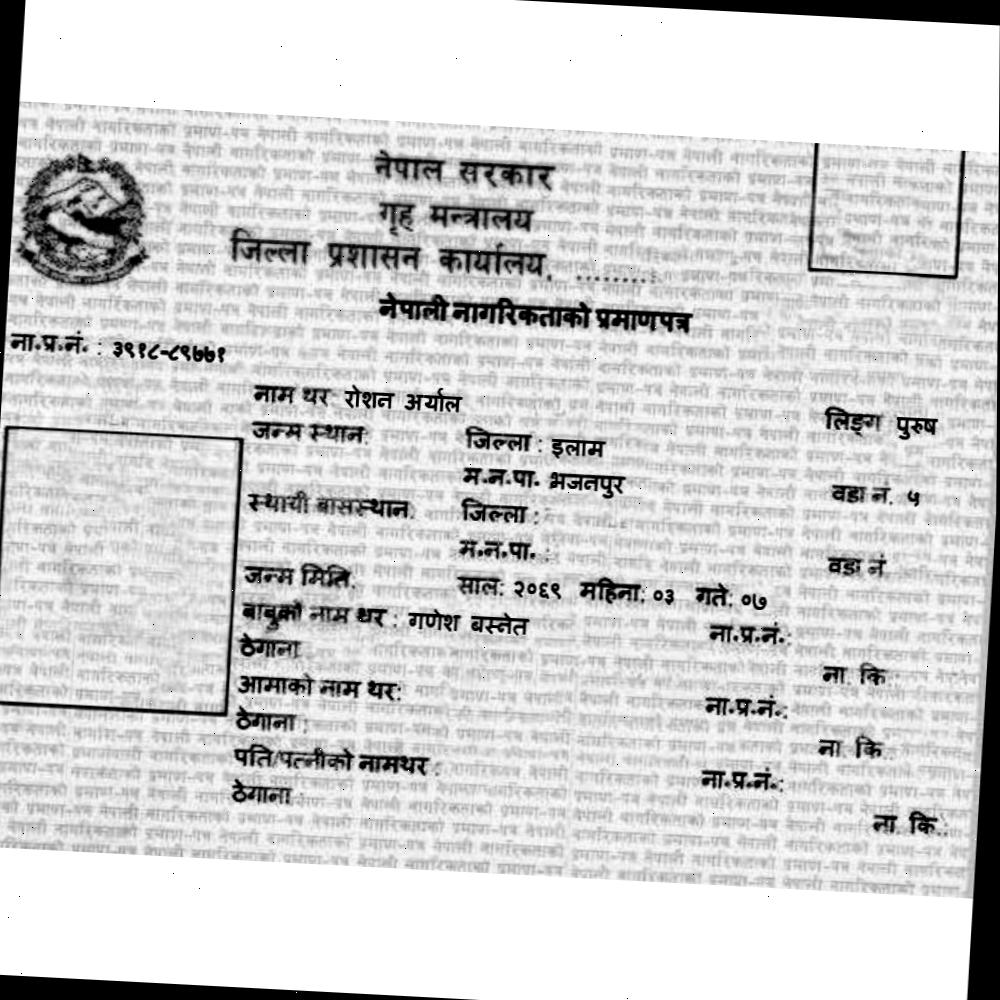 नेपाल सरकार
गृह मन्त्रालय
जिल्ला प्रशासन कार्यालय, .........
नेपाली नागरिकताको प्रमाणपत्र
ना.प्र.नं. : ३९१८-८९७७१
नाम थर रोशन अर्याल लिङ्ग पुरुष
जन्म स्थान: जिल्ला : इलाम
म.न.पा. भजनपुर वडा नं. ५
स्थायी बासस्थान: जिल्ला :
म.न.पा. : वडा नं
जन्म मिति: साल: २०६९ महिना: ०३ गते: ०७
बाबुको नाम थर : गणेश बस्नेत ना.प्र.नं.:
ठेगाना ना. कि.:
आमाको नाम थर: ना.प्र.नं.:
ठेगाना : ना. कि.
पति/पत्नीको नामथर : ना.प्र.नं.:
ठेगाना ना. कि.: